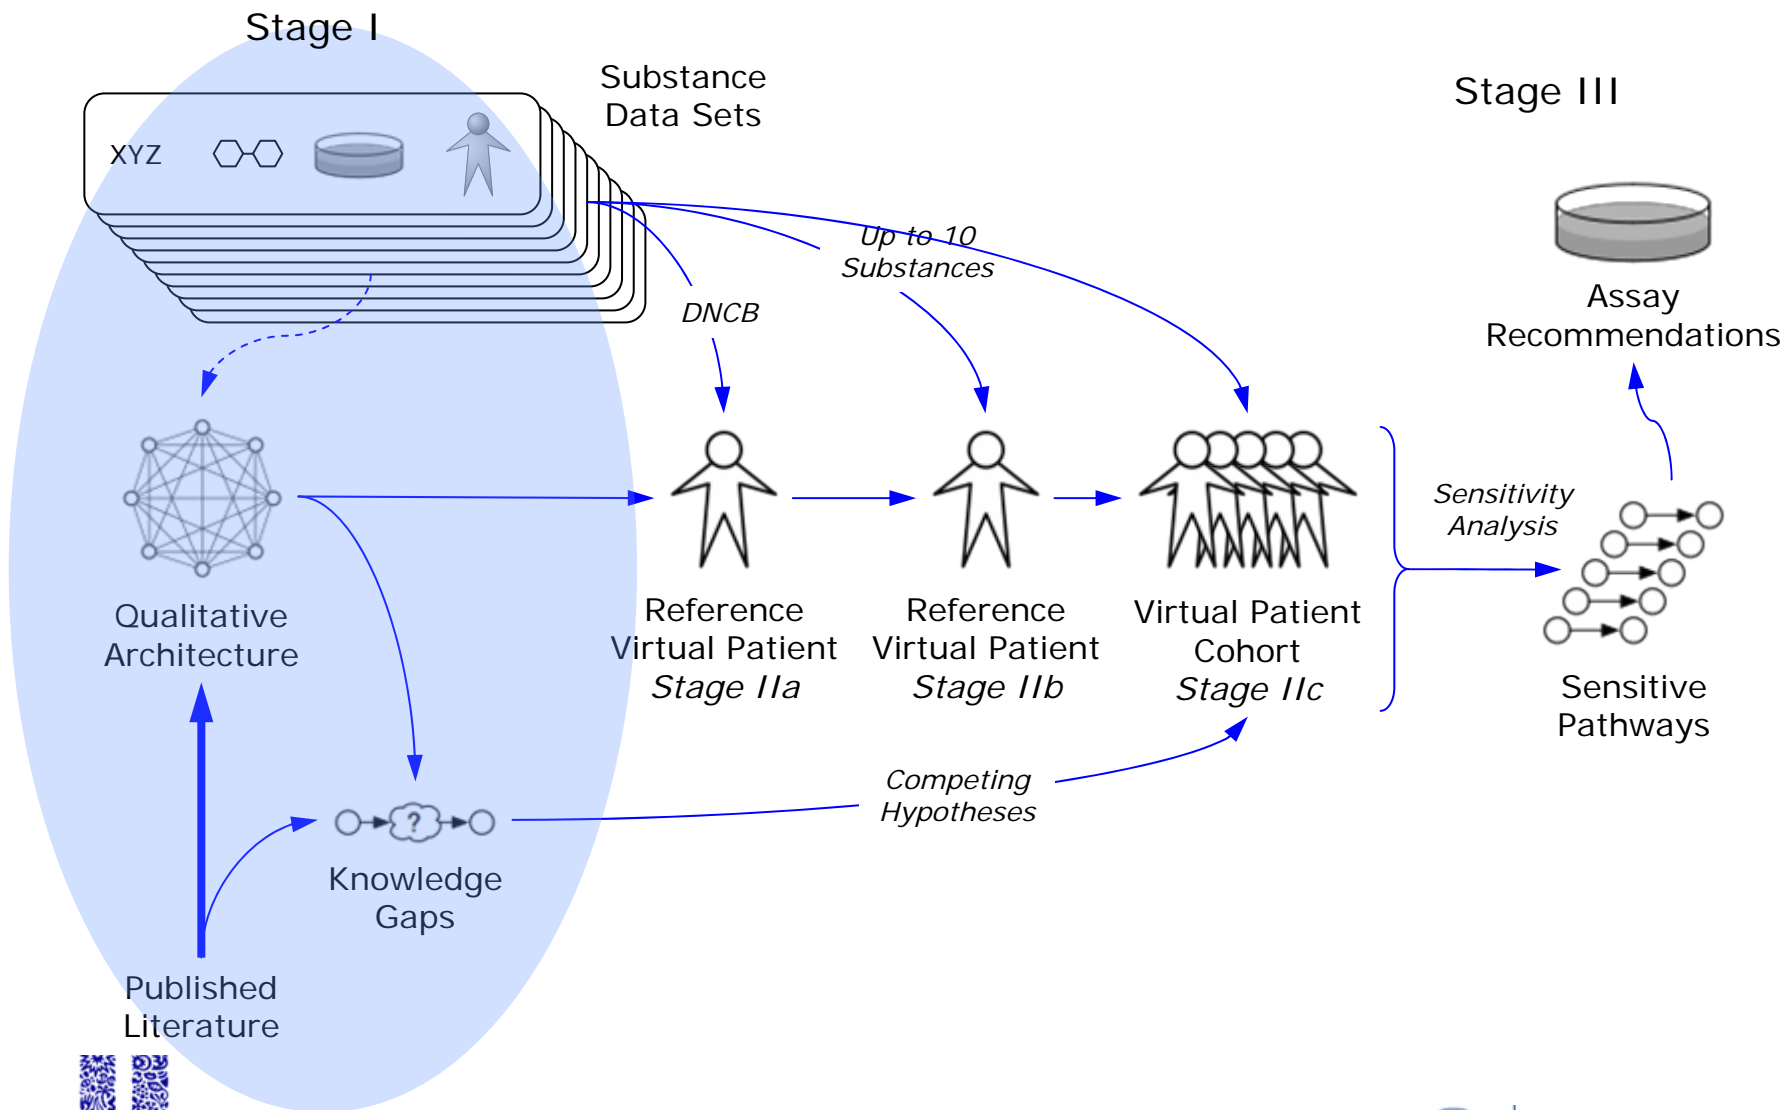 Stage I
Substance
Data Sets
Stage III
XYZ
Up to 10
Substances
DNCB
Assay
Recommendations
Sensitivity
Analysis
Qualitative
Architecture
Reference
Virtual Patient
Stage IIa
Reference
Virtual Patient
Stage IIb
Virtual Patient
Cohort
Stage IIc
Sensitive
Pathways
Competing
Hypotheses
?
Knowledge
Gaps
Published
Literature